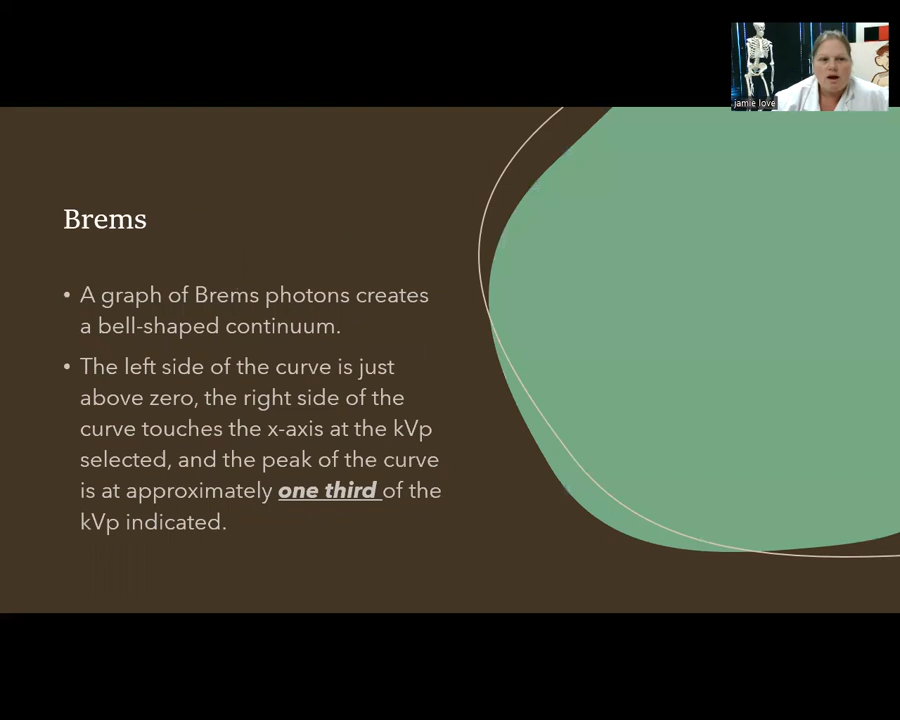 jamie love
Brems
• A graph of Brems photons creates
a bell-shaped continuum.
• The left side of the curve is just
above zero, the right side of the
curve touches the x-axis at the kVp
selected, and the peak of the curve
is at approximately one third of the
kVp indicated.